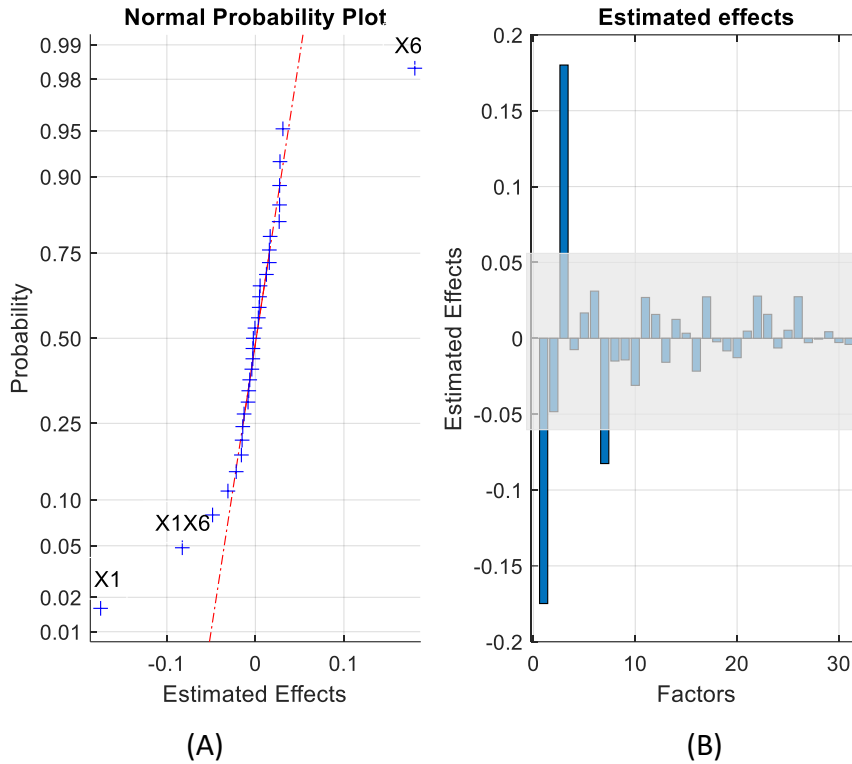 Normal Probability Plot
0.99
0.98
0.95
0.90
0.75
0.50
0.25
0.10
0.05
0.02
0.01
Probability
X6
X1X6
X1
-0.1
0
0.1
Estimated Effects
(A)
Estimated effects
0.2
0.15
0.1
0.05
0
-0.05
-0.1
-0.15
-0.2
Estimated Effects
0
10
20
30
Factors
(B)